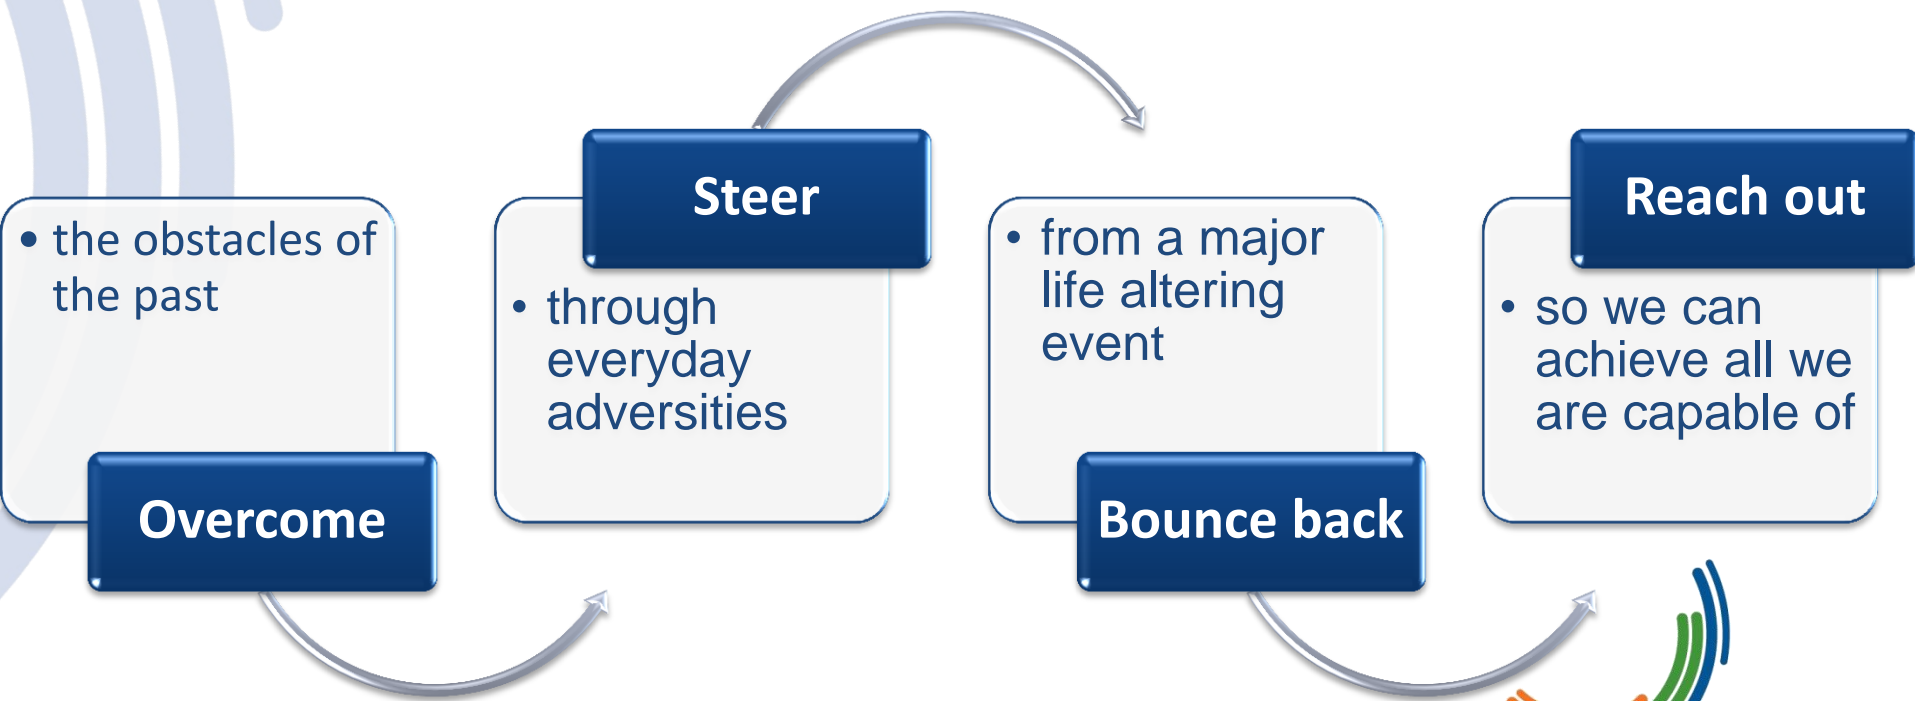 • the obstacles of
the past
Overcome
Steer
• through
everyday
adversities
• from a major
life altering
event
Bounce back
Reach out
• so we can
achieve all we
are capable of